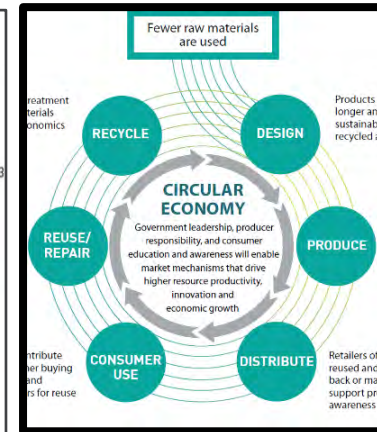 Fewer raw materials
are used
reatment
terials
onomics
RECYCLE
DESIGN
Products
longer an
sustainab
recycled a
3
CIRCULAR
ECONOMY
Government leadership, producer
responsibility, and consumer
education and awareness will enable
market mechanisms that drive
higher resource productivity,
innovation and
economic growth
REUSE/
REPAIR
PRODUCE
CONSUMER
USE
DISTRIBUTE
ntribute
ner buying
and
rs for reuse
Retailers of
reused and
back or ma
support pr
awareness